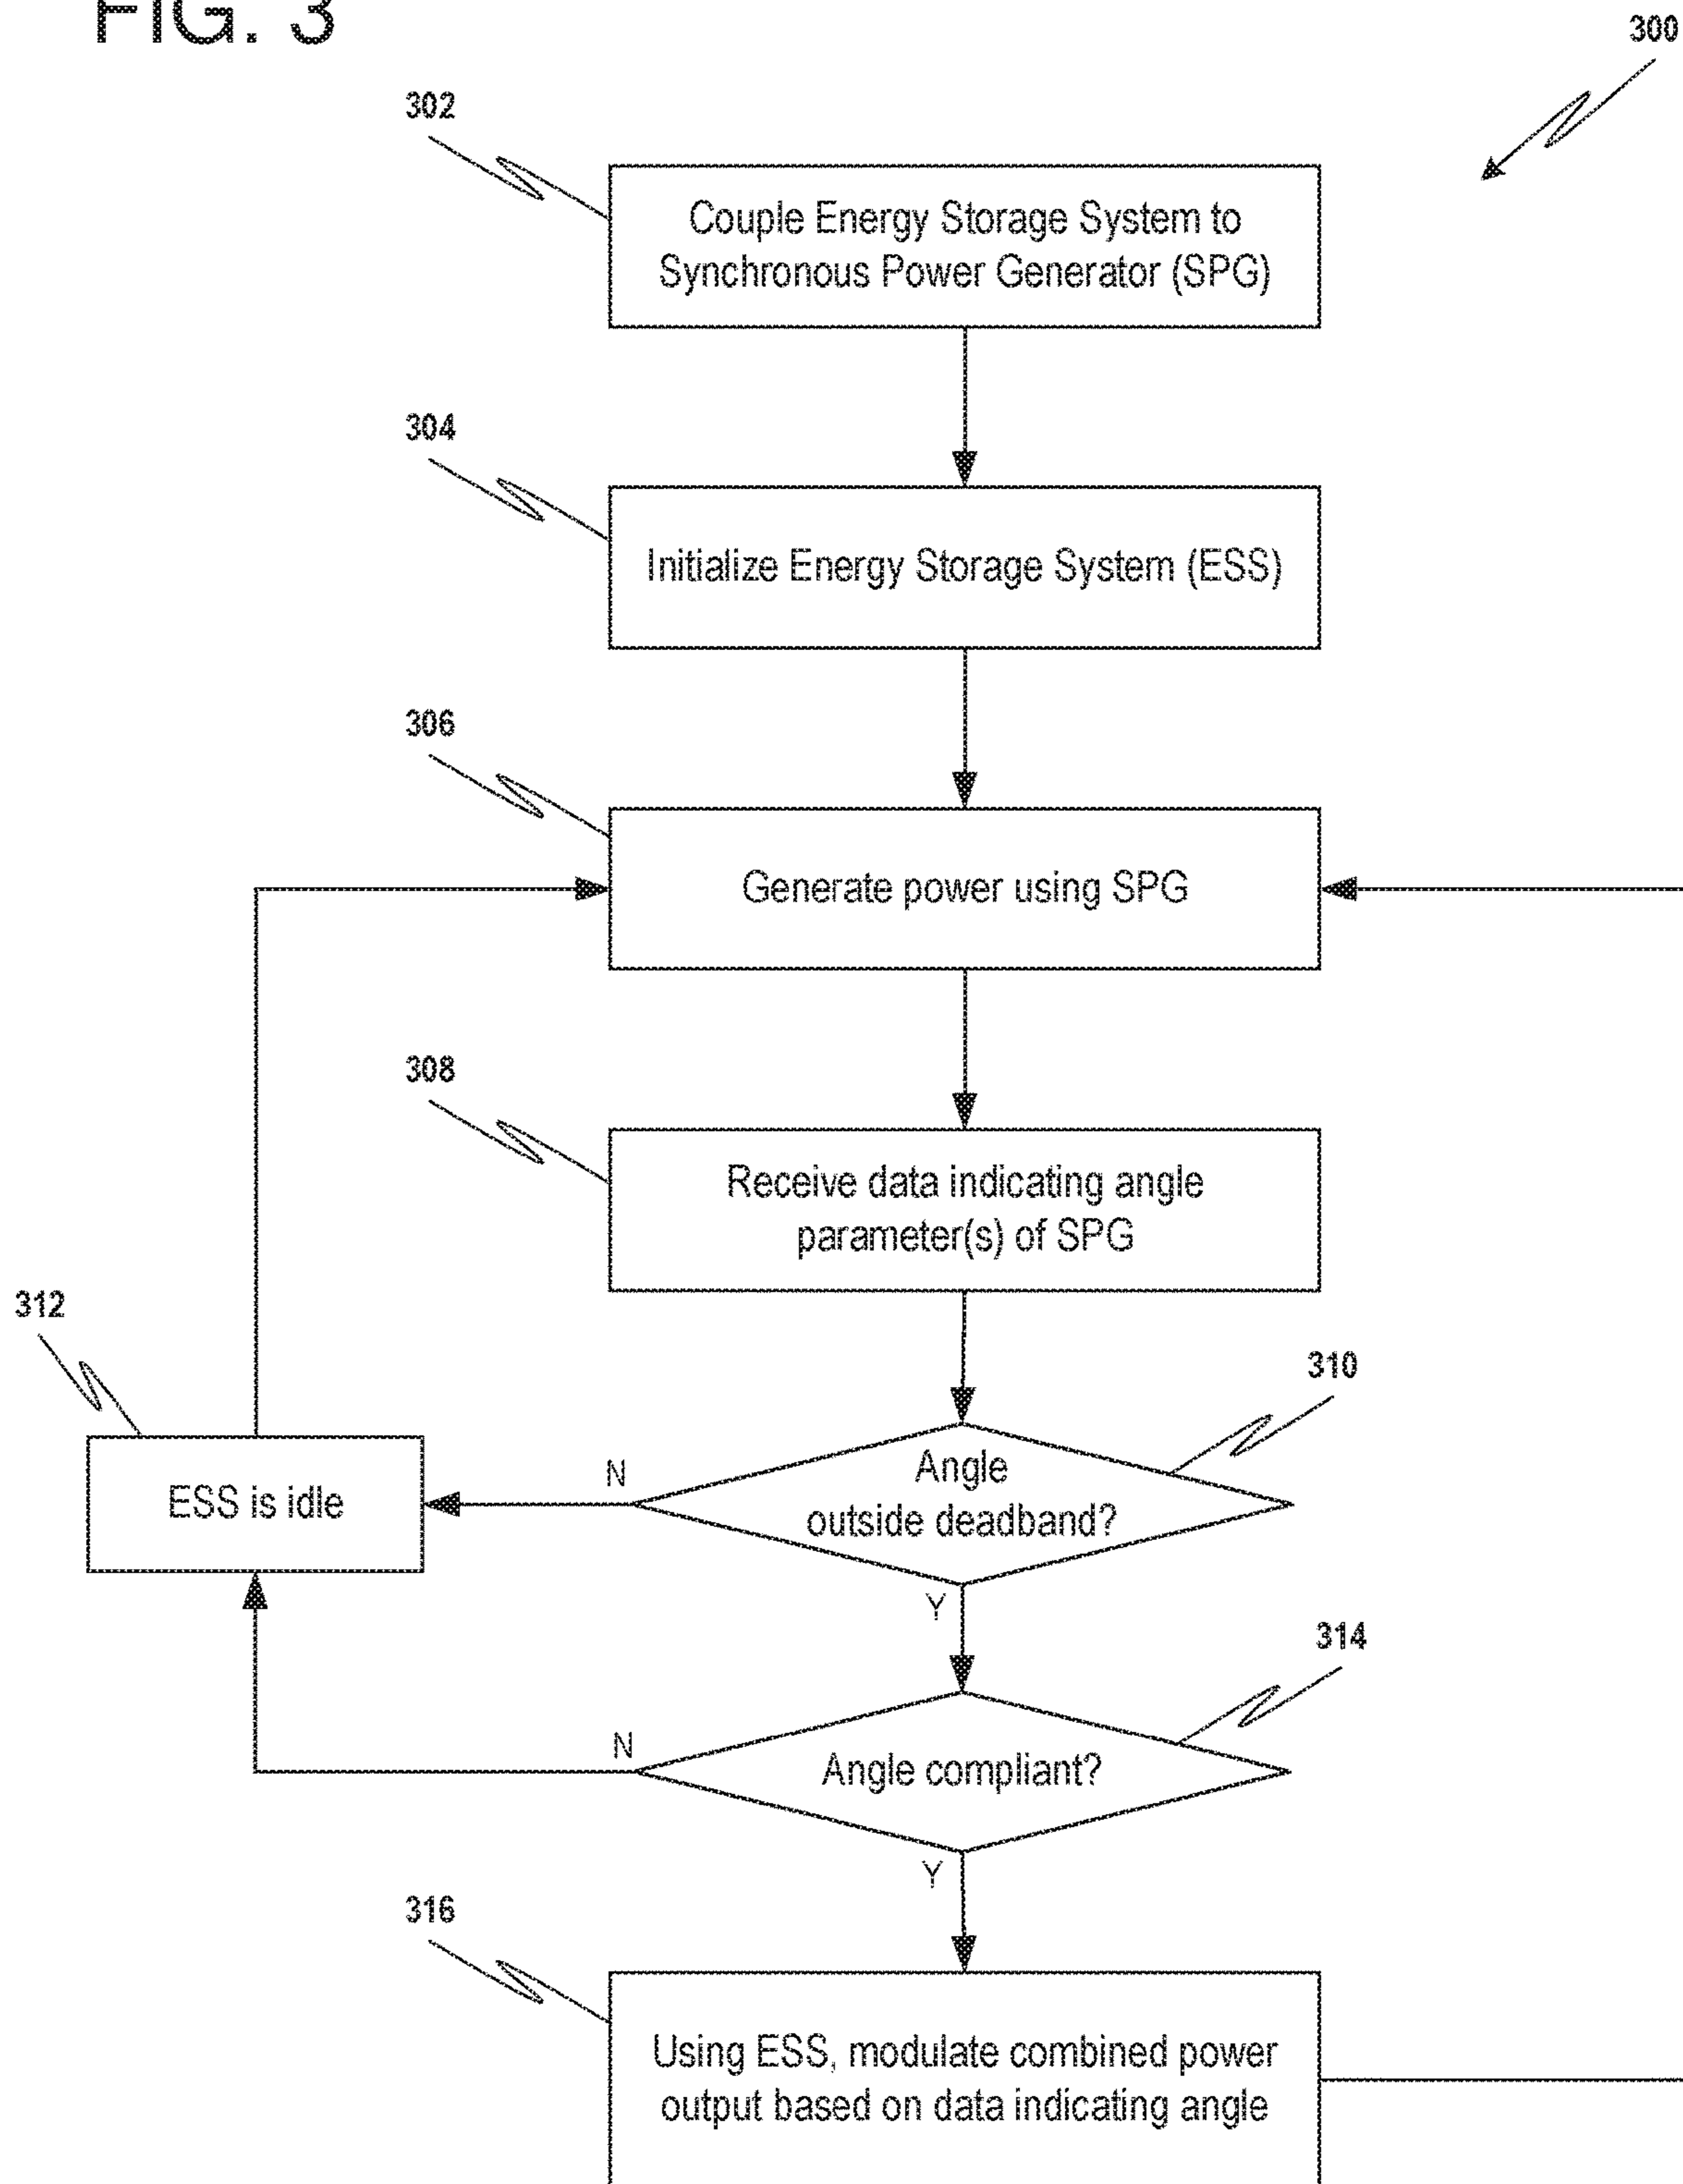 FIG. 3
300
302
Couple Energy Storage System to
Synchronous Power Generator (SPG)
304
Initialize Energy Storage System (ESS)
306
Generate power using SPG
308
Receive data indicating angle
parameter(s) of SPG
312
310
ESS is idle
N
Angle
outside deadband?
Y
314
N
Angle compliant?
Y
316
Using ESS, modulate combined power
output based on data indicating angle